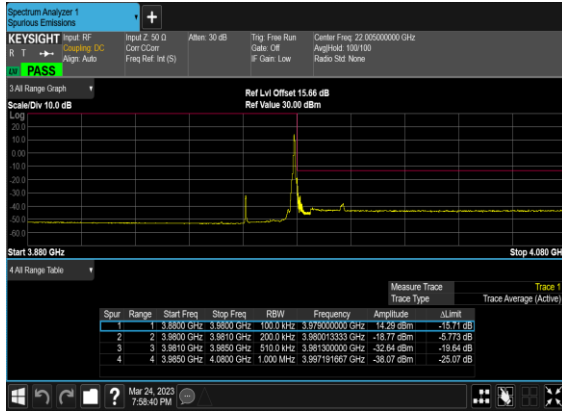 Spectrum Analyzer 1
Spurious Emissions
+
KEYSIGHT Input: RF Input Z: 50 Ω Atten: 30 dB Trig: Free Run Center Freq: 22.005000000 GHz
R T Coupling: DC Corr CCorr Gate: Off Avg|Hold: 100/100
Align: Auto Freq Ref: Int (S) IF Gain: Low Radio Std: None
PASS
3 All Range Graph Ref Lvl Offset 15.66 dB
Scale/Div 10.0 dB Ref Value 30.00 dBm
Log
20.0
10.0
0.00
-10.0
-20.0
-30.0
-40.0
-50.0
-60.0
Start 3.880 GHz Stop 4.080 GH
4 All Range Table
Measure Trace Trace 1
Trace Type Trace Average (Active)
Spur Range Start Freq Stop Freq RBW Frequency Amplitude ΔLimit
1 1 3.8800 GHz 3.9800 GHz 100.0 kHz 3.979000000 GHz 14.29 dBm -15.71 dB
2 2 3.9800 GHz 3.9810 GHz 200.0 kHz 3.980013333 GHz -18.77 dBm -5.773 dB
3 3 3.9810 GHz 3.9850 GHz 510.0 kHz 3.981300000 GHz -32.64 dBm -19.64 dB
4 4 3.9850 GHz 4.0800 GHz 1.000 MHz 3.997191667 GHz -38.07 dBm -25.07 dB
? Mar 24, 2023
7:58:40 PM